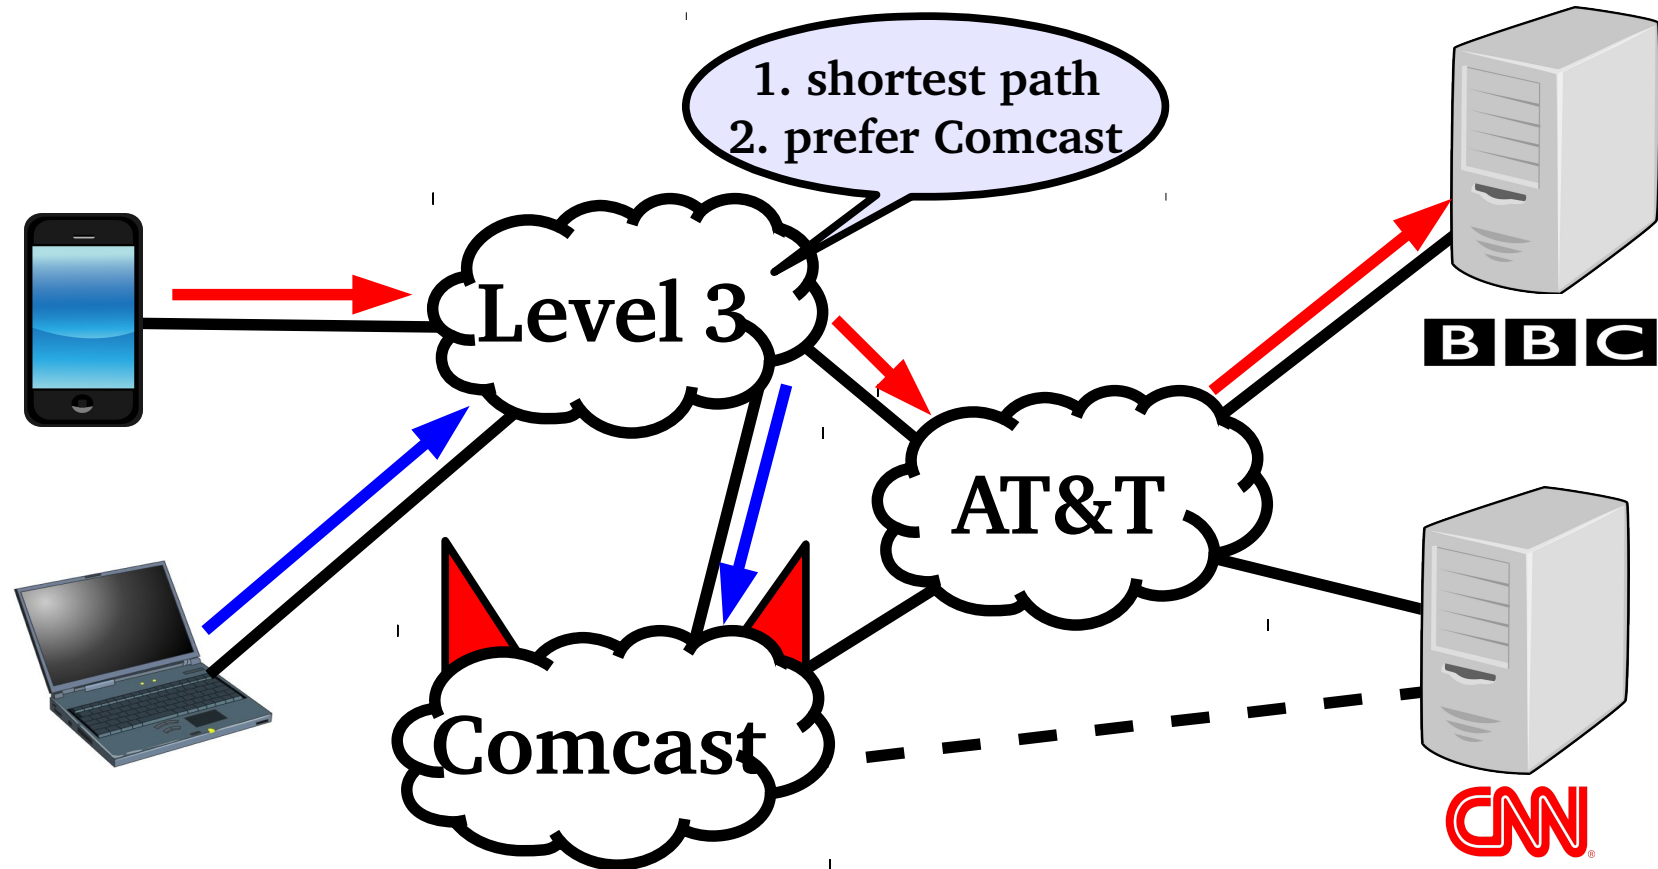 1. shortest path
2. prefer Comcast
Level 3
BBC
AT&T
Comcast
CNN
®